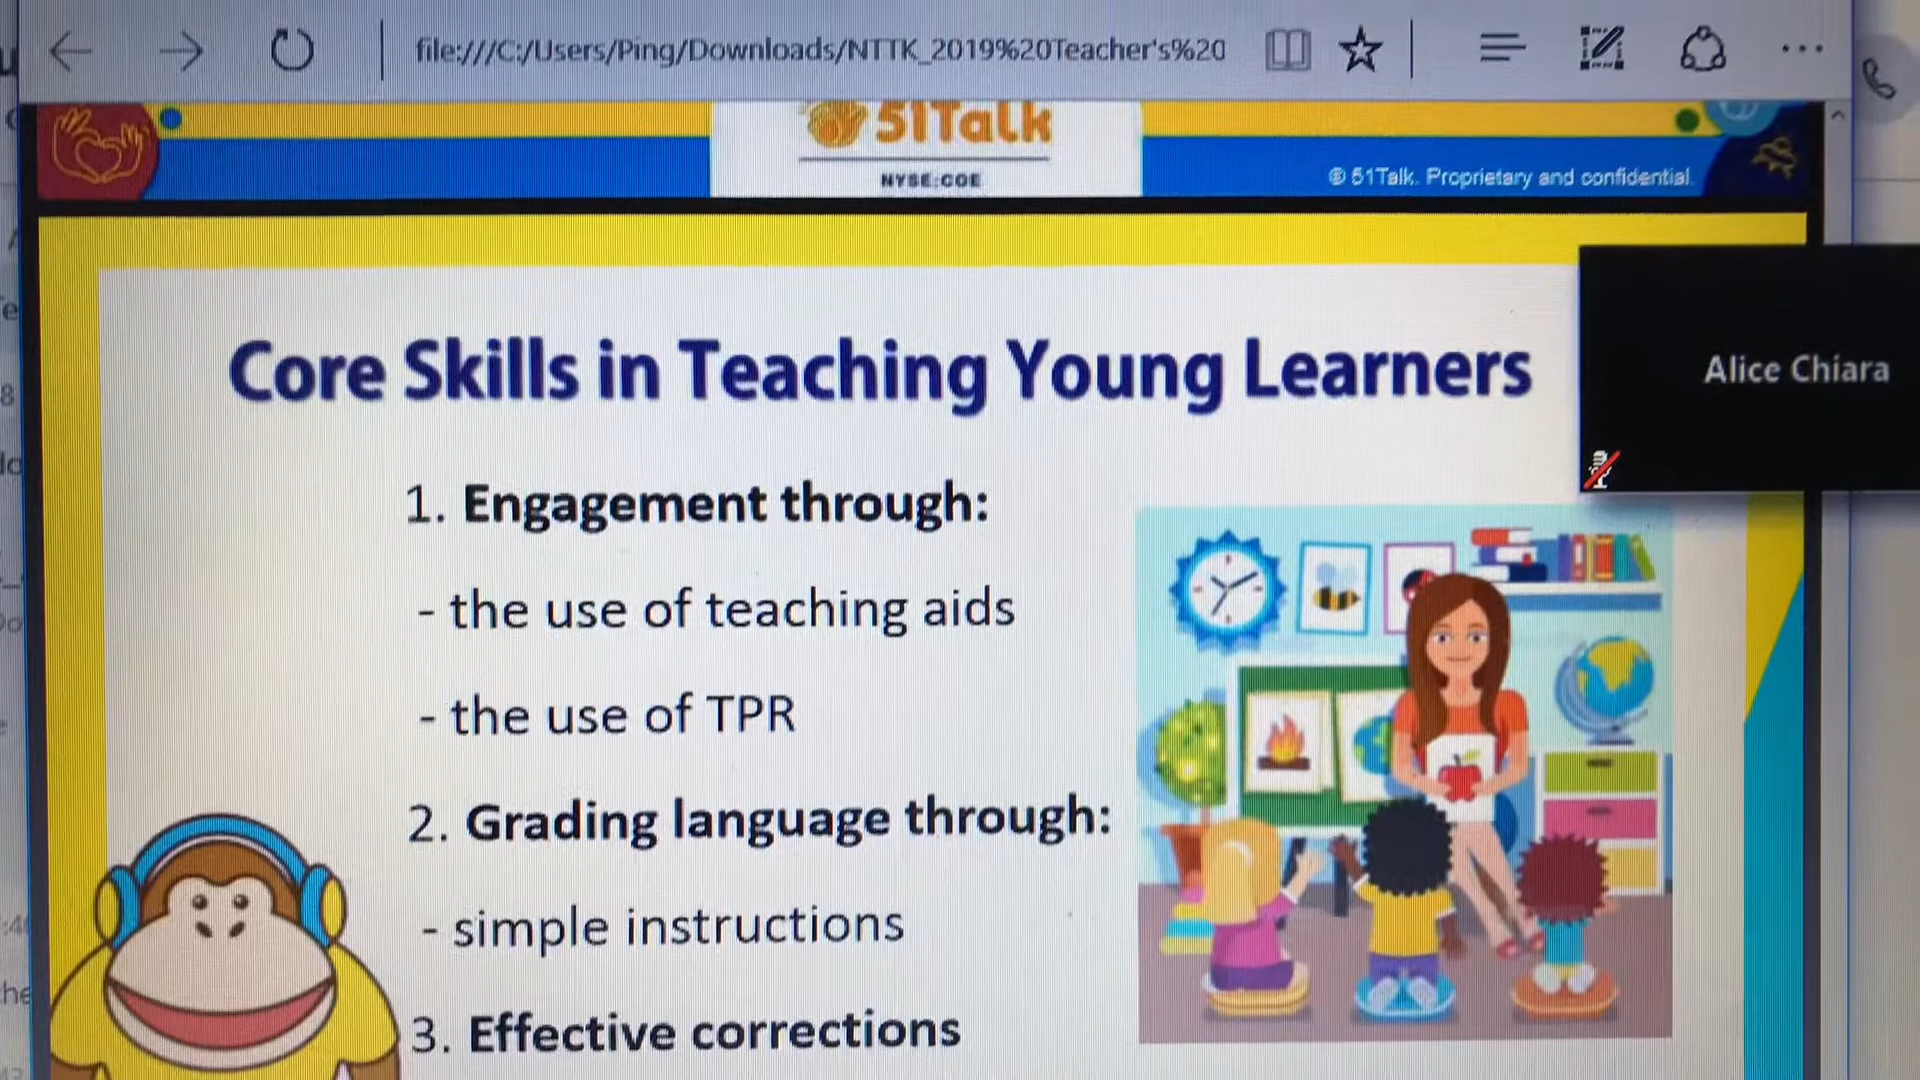 file:///C:/Users/Ping/Downloads/NTTK_2019%20Teacher's%20
51Talk
NYSE:COE
© 51Talk. Proprietary and confidential.
Core Skills in Teaching Young Learners
Alice Chiara
1. Engagement through:
- the use of teaching aids
- the use of TPR
2. Grading language through:
- simple instructions
3. Effective corrections